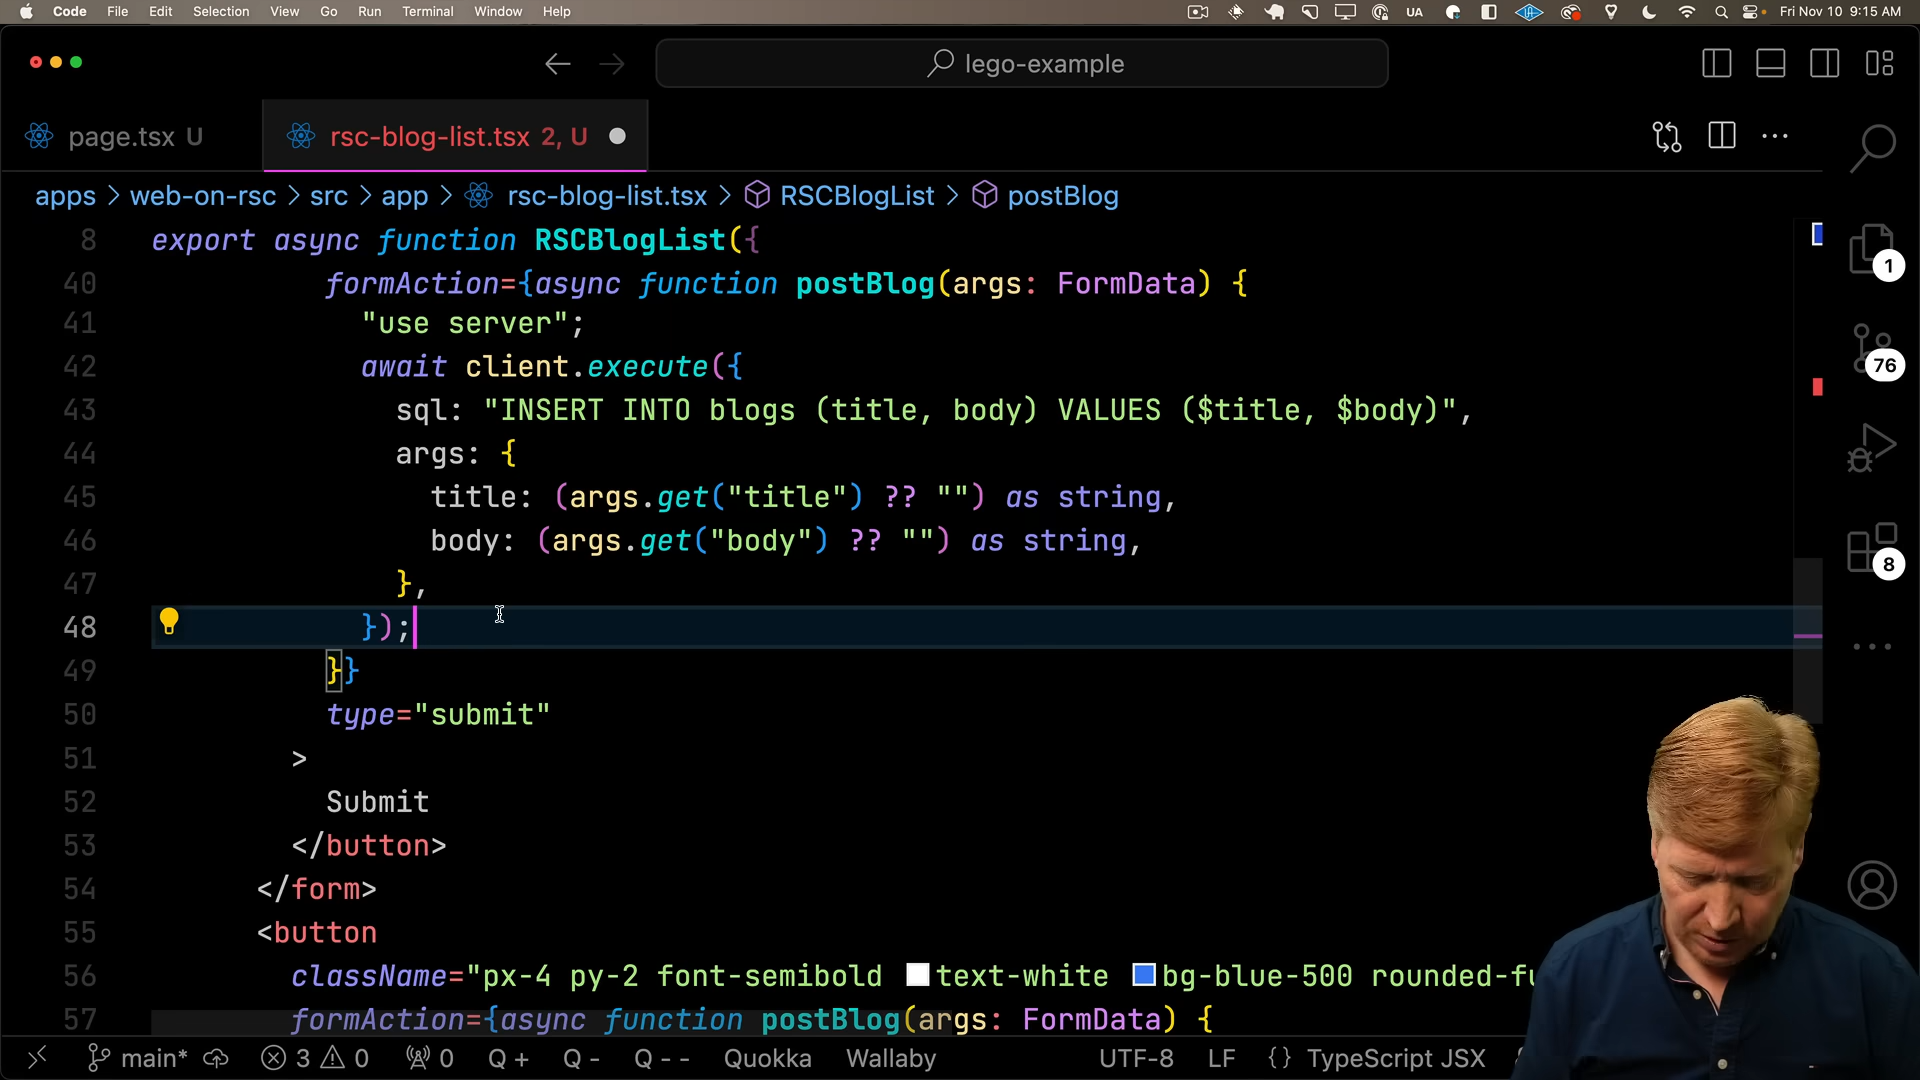 Code File Edit Selection View Go Run Terminal Window Help UA Fri Nov 10 9:15 AM
lego-example
page.tsx U rsc-blog-list.tsx 2, U
apps > web-on-rsc > src > app > rsc-blog-list.tsx > RSCBlogList > postBlog
8 export async function RSCBlogList({
40 formAction={async function postBlog(args: FormData) {
41 "use server";
42 await client.execute({
43 sql: "INSERT INTO blogs (title, body) VALUES ($title, $body)",
44 args: {
45 title: (args.get("title") ?? "") as string,
46 body: (args.get("body") ?? "") as string,
47 },
48 });
49 }}
50 type="submit"
51 >
52 Submit
53 </button>
54 </form>
55 <button
56 className="px-4 py-2 font-semibold text-white bg-blue-500
57 formAction={async function postBlog(args: FormData) {
1
76
8
main* 3 0 0 Q + Q - Q - - Quokka Wallaby UTF-8 LF {} TypeScript JSX